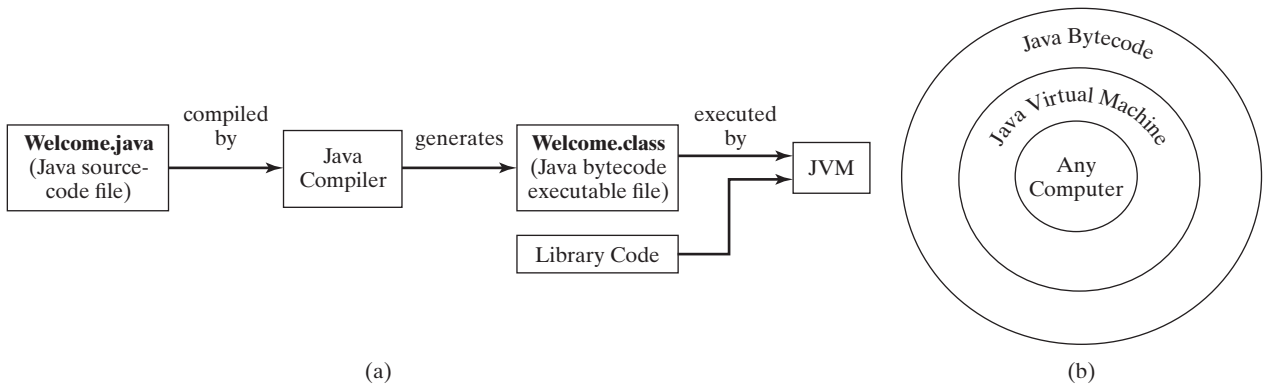 compiled
by
Welcome.java
(Java source-
code file)
Java
Compiler
generates
Welcome.class
(Java bytecode
executable file)
executed
by
JVM
Library Code
(a)
Java Bytecode
Java Virtual Machine
Any
Computer
(b)